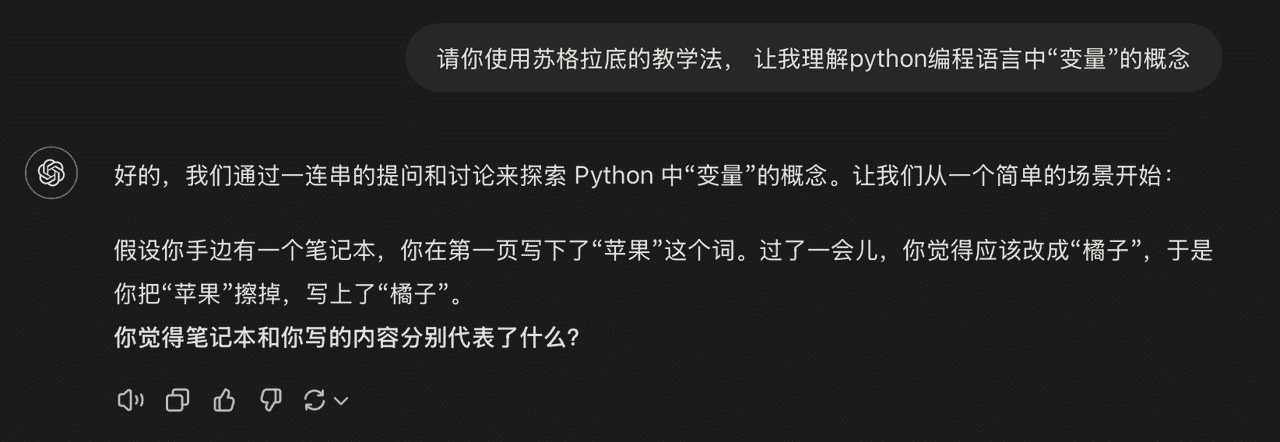 请你使用苏格拉底的教学法， 让我理解python编程语言中“变量”的概念
好的，我们通过一连串的提问和讨论来探索 Python 中“变量”的概念。让我们从一个简单的场景开始：
假设你手边有一个笔记本，你在第一页写下了“苹果”这个词。过了一会儿，你觉得应该改成“橘子”，于是
你把“苹果”擦掉，写上了“橘子”。
你觉得笔记本和你写的内容分别代表了什么？